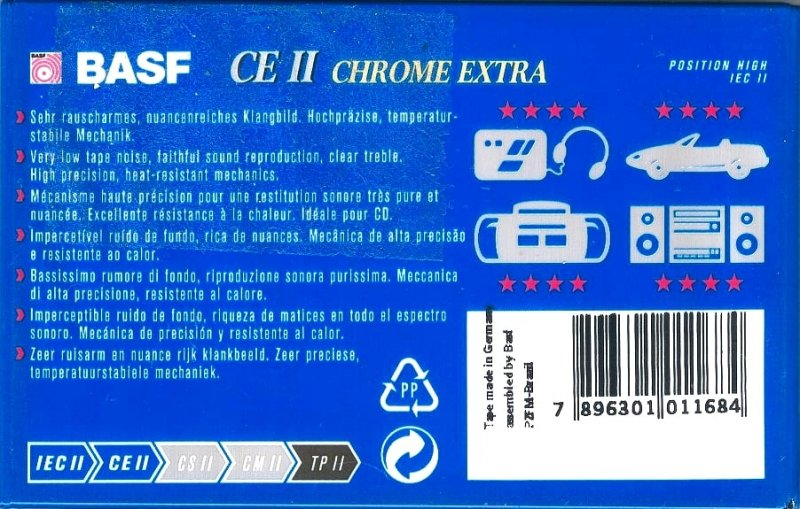 BASF
BASF CE II CHROME EXTRA
POSITION HIGH
IEC II
Sehr rauscharmes, nuancenreiches Klangbild. Hochpräzise, temperatur-
stabile Mechanik.
Very low tape noise, faithful sound reproduction, clear treble.
High precision, heat-resistant mechanics.
Mécanisme haute précision pour une restitution sonore très pure et
nuancée. Excellente résistance à la chaleur. Idéale pour CD.
Impercetível ruído de fundo, rica de nuances. Mecânica de alta precisão
e resistente ao calor.
Bassissimo rumore di fondo, riproduzione sonora purissima. Meccanica
di alta precisione, resistente al calore.
Imperceptible ruido de fondo, riqueza de matices en todo el espectro
sonoro. Mecánica de precisión y resistente al calor.
Zeer ruisarm en nuance rijk klankbeeld. Zeer preciese,
temperatuurstabiele mechaniek.
PP
IEC II CE II CS II CM II TP II
Tape made in Germany
assembled by Basf
PZFM-Brazil
7 896301 011684